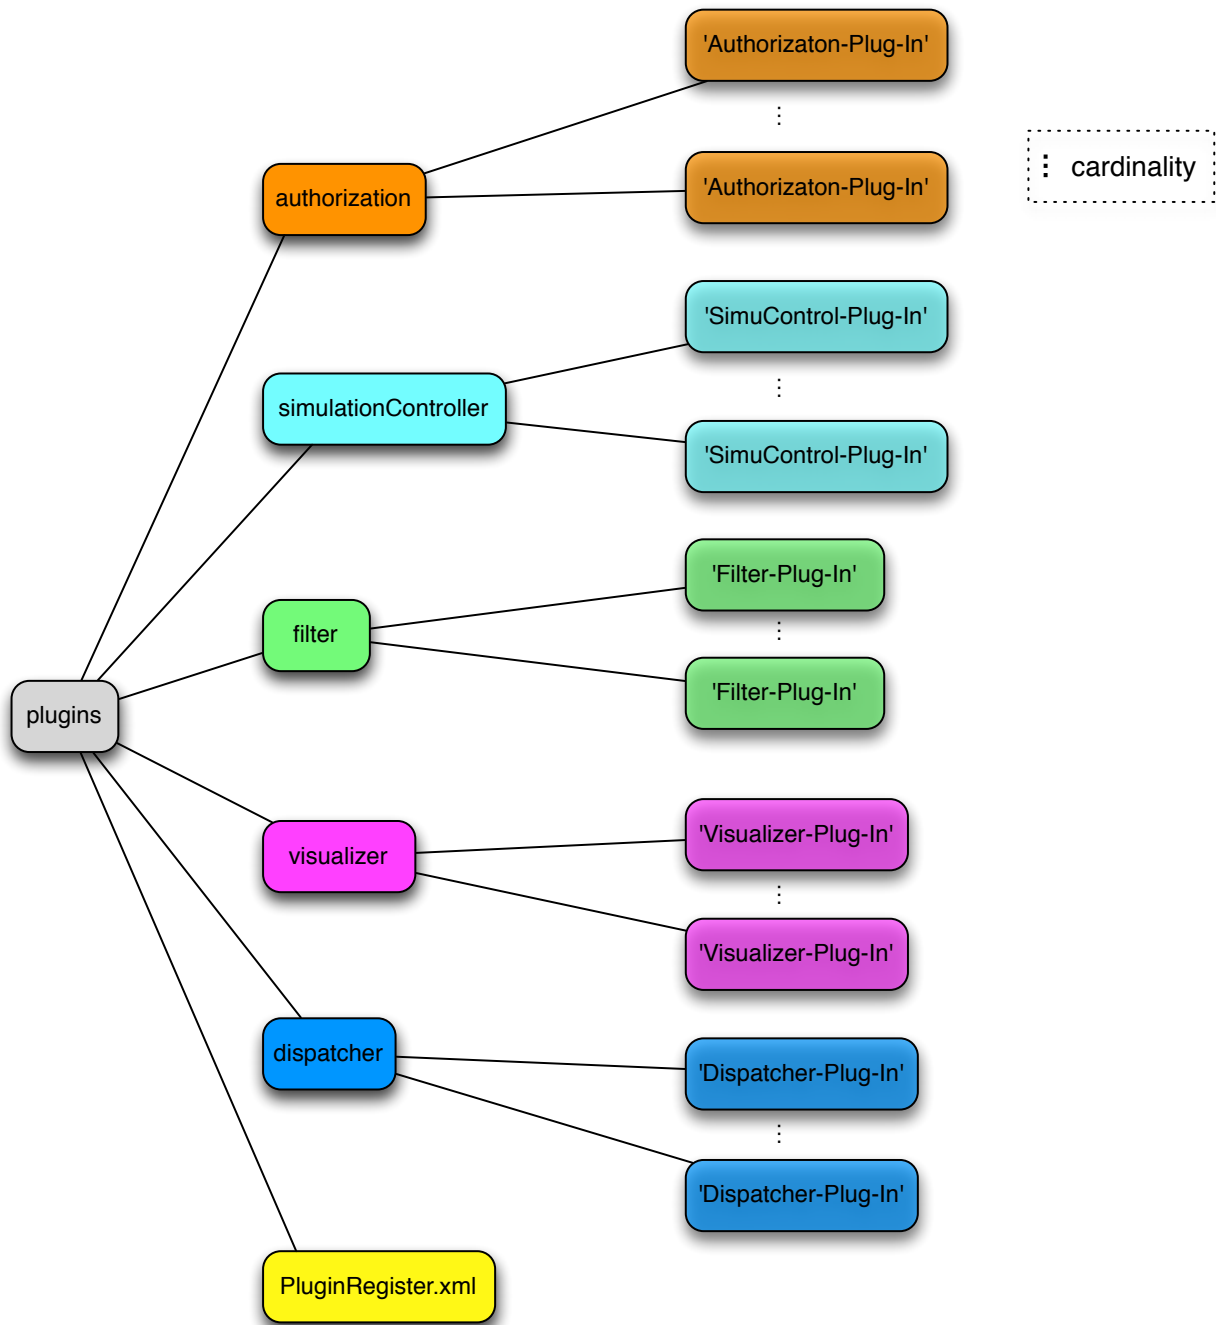 'Authorizaton-Plug-In'
⋮
⋮ cardinality
'Authorizaton-Plug-In'
authorization
'SimuControl-Plug-In'
⋮
simulationController
'SimuControl-Plug-In'
'Filter-Plug-In'
⋮
filter
'Filter-Plug-In'
plugins
'Visualizer-Plug-In'
visualizer
⋮
'Visualizer-Plug-In'
dispatcher
'Dispatcher-Plug-In'
⋮
'Dispatcher-Plug-In'
PluginRegister.xml